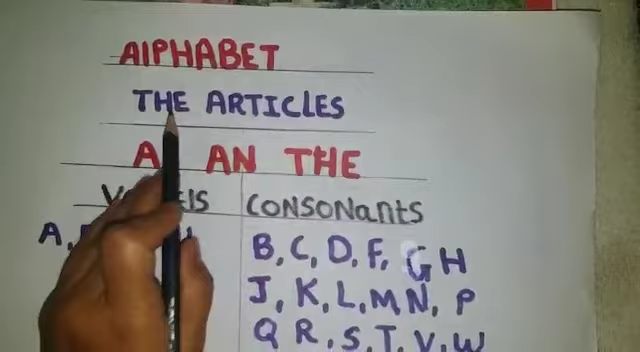 AlPHABET
THE ARTICLES
A AN THE
CONSONANTS
A,
B, C, D, F, G H
J, K, L, M N, P
Q R, S, T, V, W